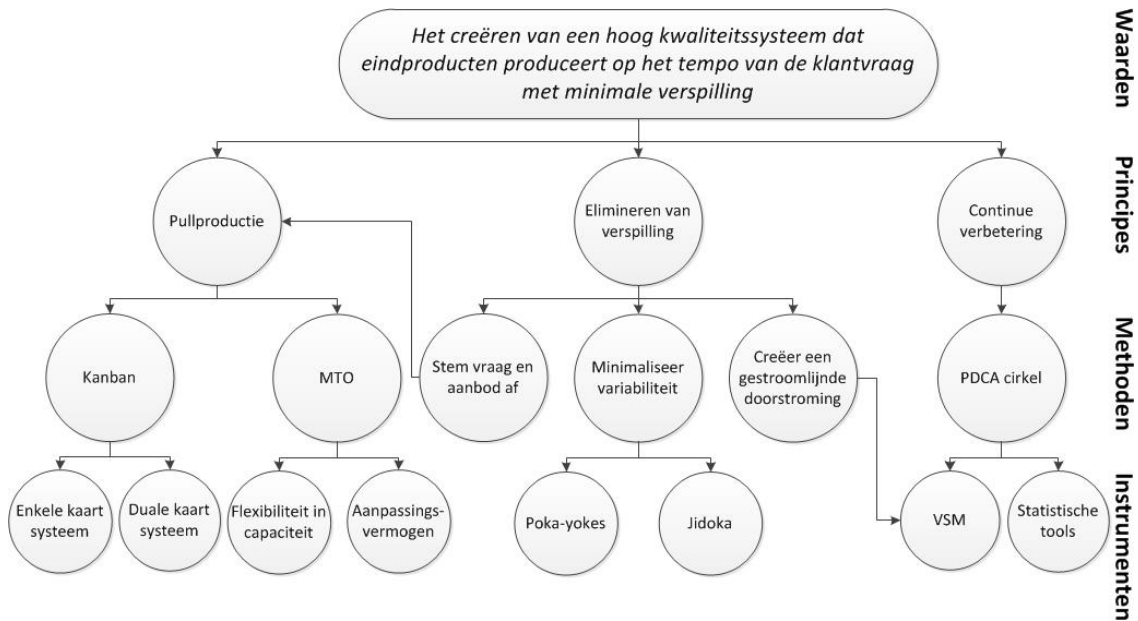 Het creëren van een hoog kwaliteitssysteem dat
eindproducten produceert op het tempo van de klantvraag
met minimale verspilling
Waarden
Pullproductie
Elimineren van
verspilling
Continue
verbetering
Principes
Kanban
MTO
Stem vraag en
aanbod af
Minimaliseer
variabiliteit
Creëer een
gestroomlijnde
doorstroming
PDCA cirkel
Methoden
Enkele kaart
systeem
Duale kaart
systeem
Flexibiliteit in
capaciteit
Aanpassings-
vermogen
Poka-yokes
Jidoka
VSM
Statistische
tools
Instrumenten